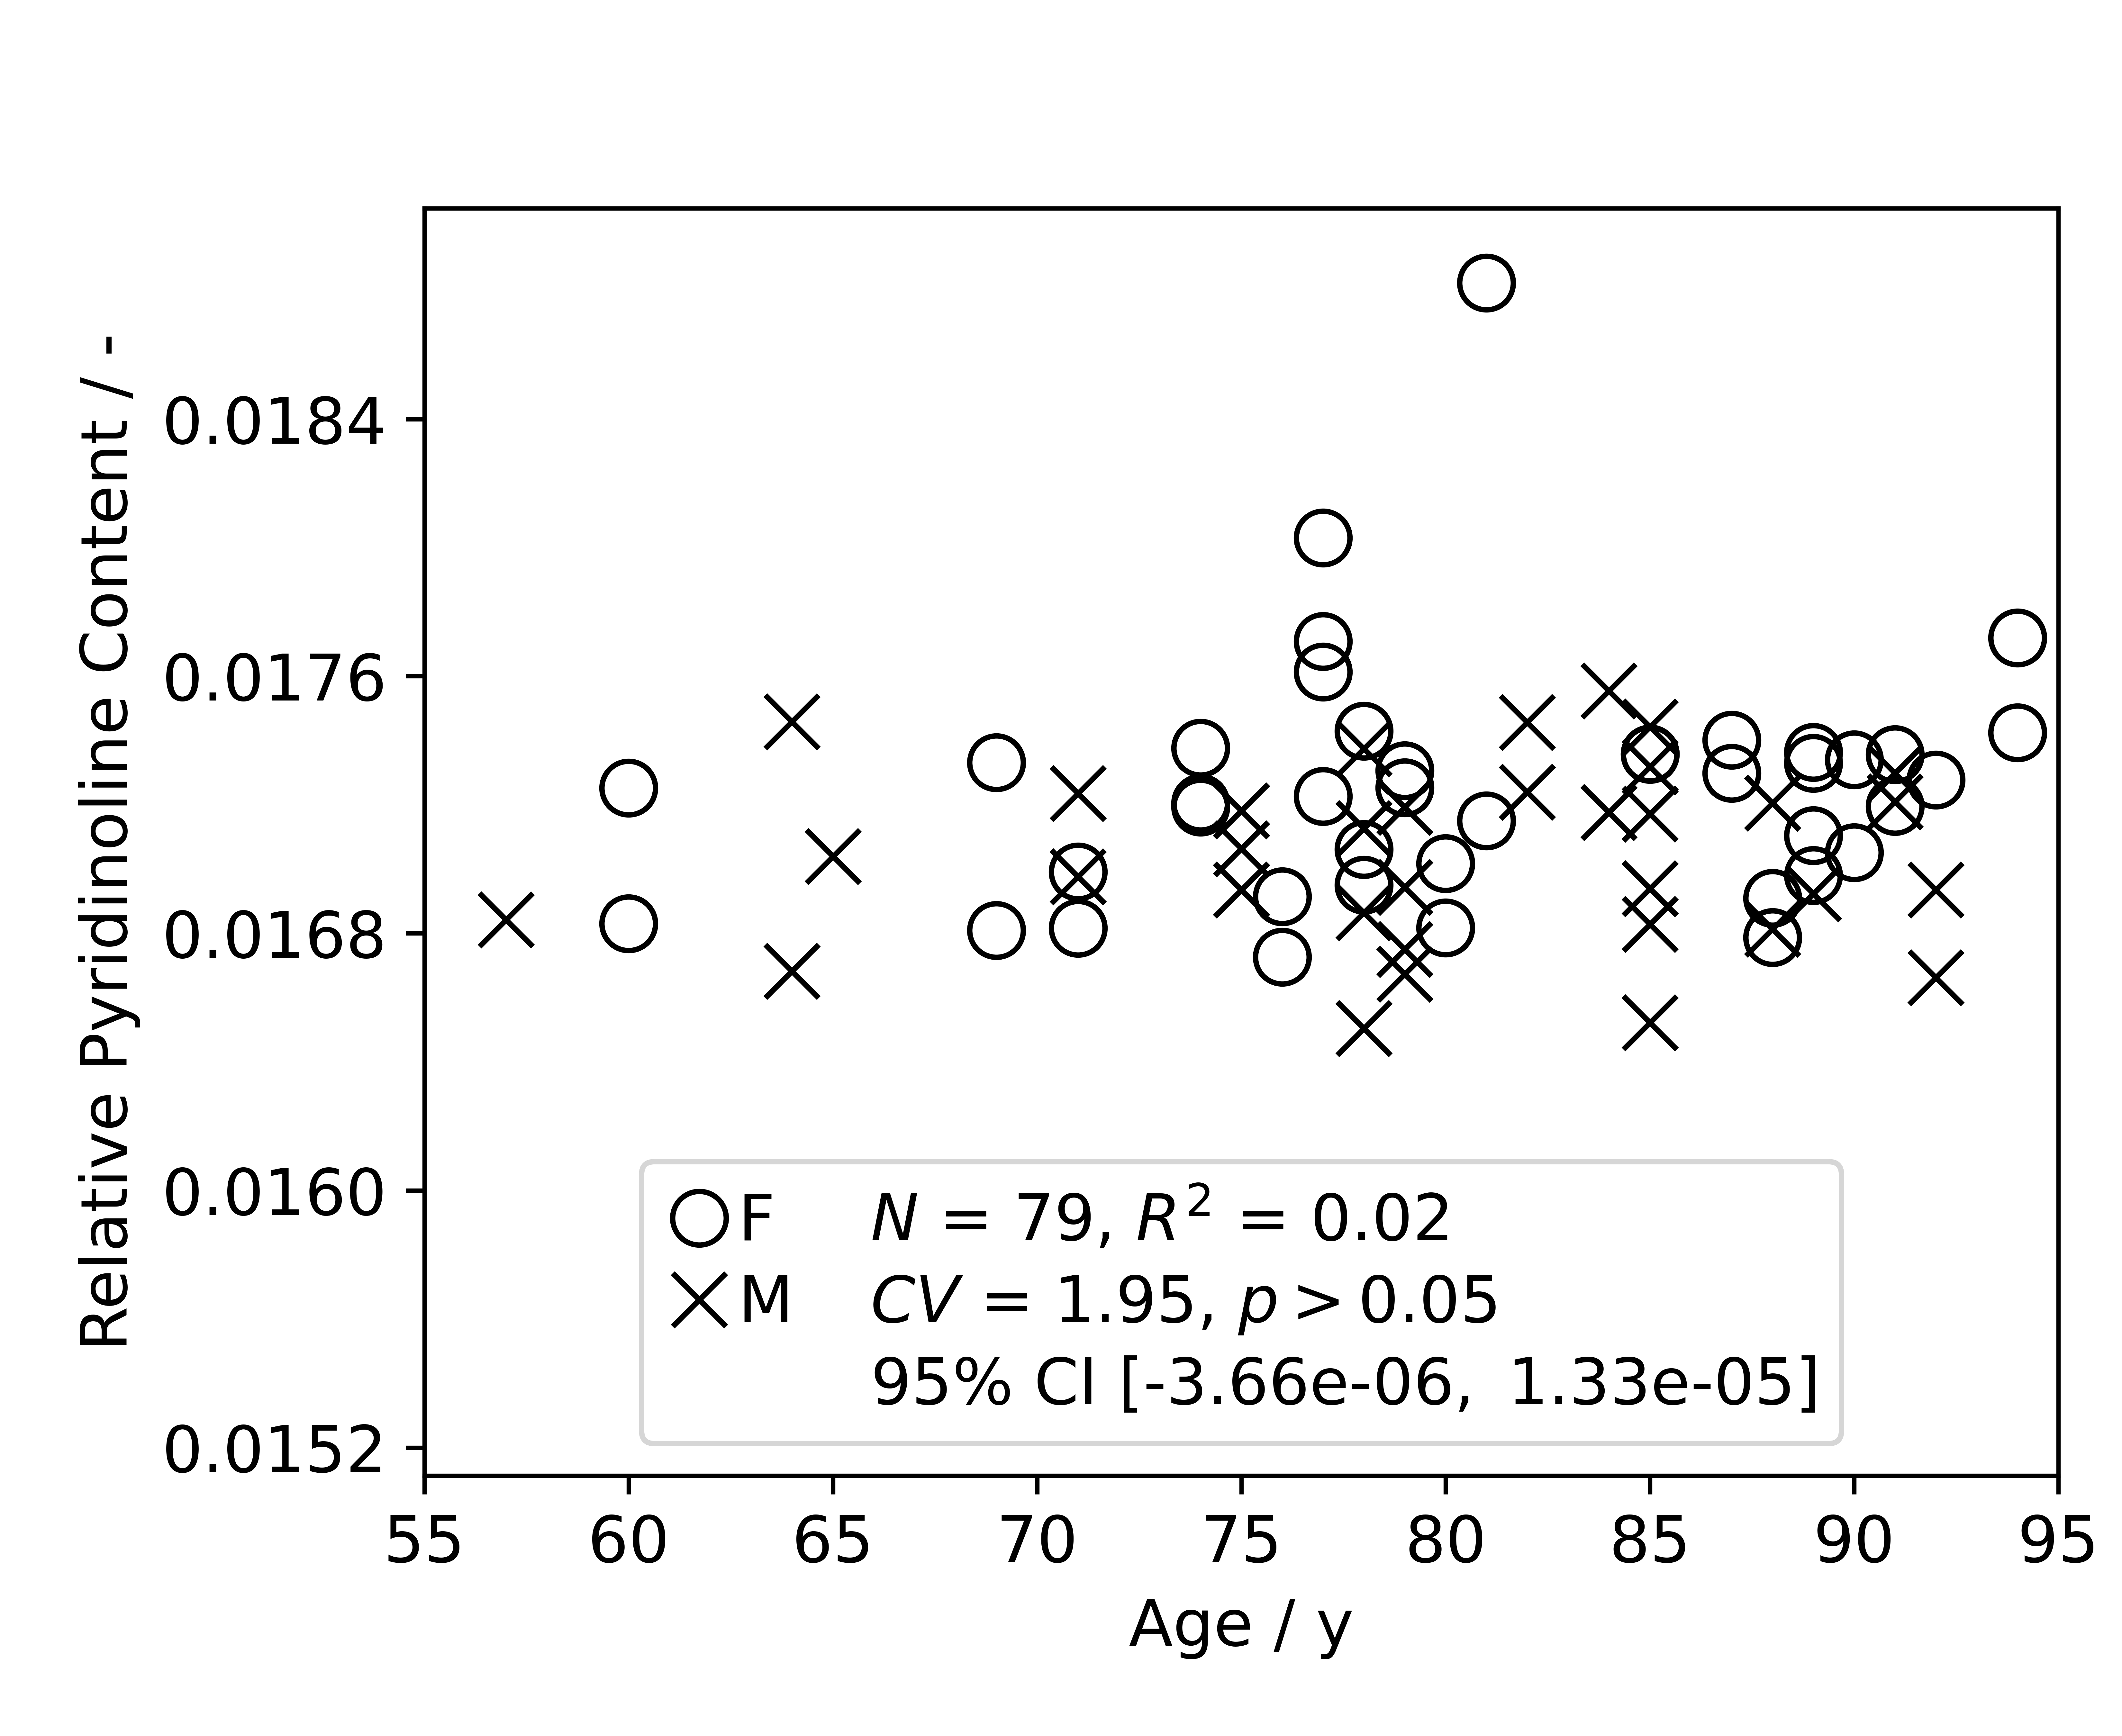 Relative Pyridinoline Content / -
0.0184
0.0176
0.0168
0.0160
0.0152
F N = 79, R² = 0.02
M CV = 1.95, p > 0.05
95% CI [-3.66e-06, 1.33e-05]
55 60 65 70 75 80 85 90 95
Age / y